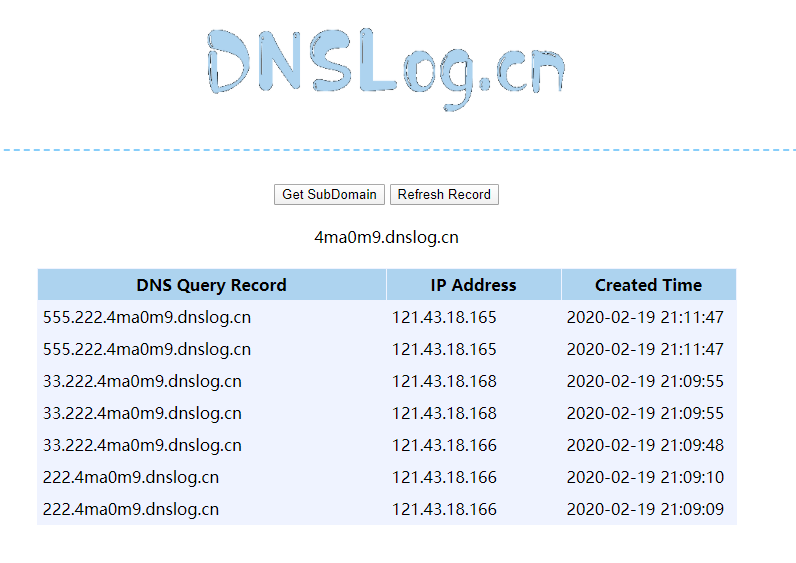 DNSLog.cn
Get SubDomain Refresh Record
4ma0m9.dnslog.cn
DNS Query Record IP Address Created Time
555.222.4ma0m9.dnslog.cn 121.43.18.165 2020-02-19 21:11:47
555.222.4ma0m9.dnslog.cn 121.43.18.165 2020-02-19 21:11:47
33.222.4ma0m9.dnslog.cn 121.43.18.168 2020-02-19 21:09:55
33.222.4ma0m9.dnslog.cn 121.43.18.168 2020-02-19 21:09:55
33.222.4ma0m9.dnslog.cn 121.43.18.166 2020-02-19 21:09:48
222.4ma0m9.dnslog.cn 121.43.18.166 2020-02-19 21:09:10
222.4ma0m9.dnslog.cn 121.43.18.166 2020-02-19 21:09:09